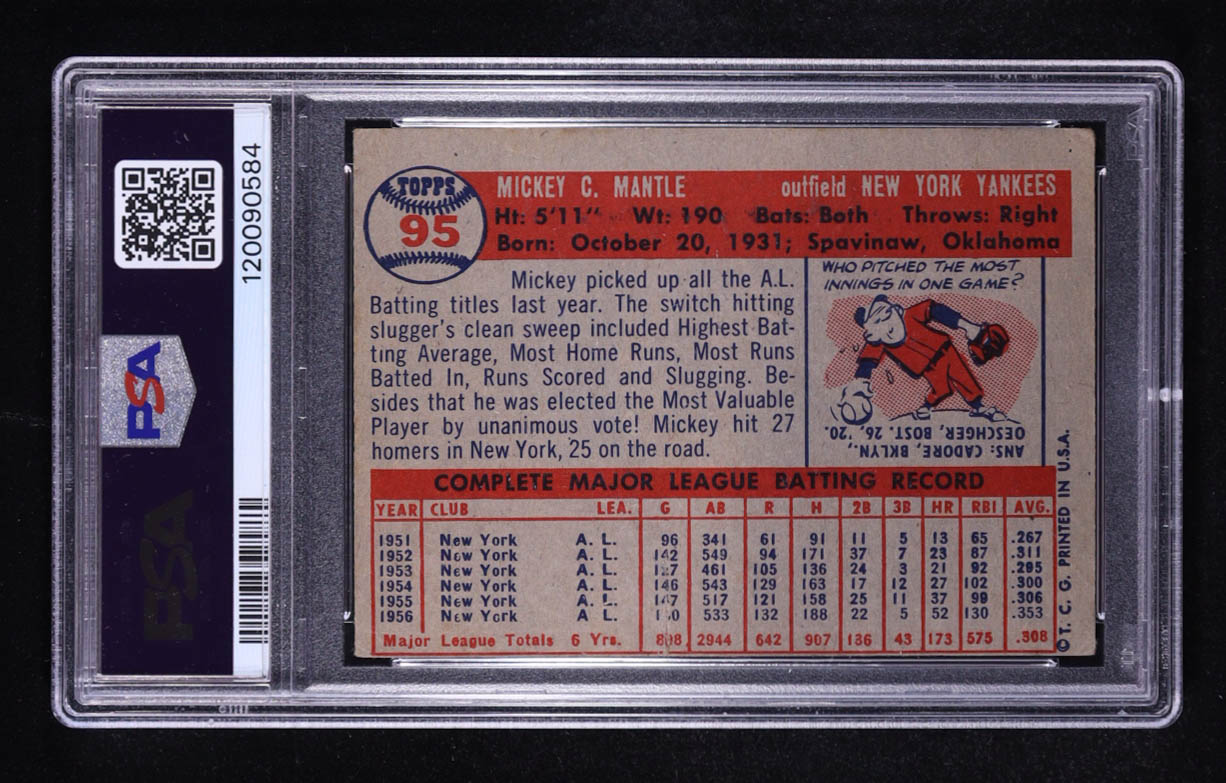 120090584
PSA
PSA
TOPPS
95
MICKEY C. MANTLE outfield NEW YORK YANKEES
Ht: 5'11" Wt: 190 Bats: Both Throws: Right
Born: October 20, 1931; Spavinaw, Oklahoma
Mickey picked up all the A.L.
Batting titles last year. The switch hitting
slugger's clean sweep included Highest Bat-
ting Average, Most Home Runs, Most Runs
Batted In, Runs Scored and Slugging. Be-
sides that he was elected the Most Valuable
Player by unanimous vote! Mickey hit 27
homers in New York, 25 on the road.
WHO PITCHED THE MOST
INNINGS IN ONE GAME?
ANS: CADORE, BKLYN.,
OESCHGER, BOST. 26, '20.
COMPLETE MAJOR LEAGUE BATTING RECORD
YEAR CLUB LEA. G AB R H 2B 3B HR RBI AVG.
1951 New York A. L. 96 341 61 91 11 5 13 65 .267
1952 New York A. L. 142 549 94 171 37 7 23 87 .311
1953 New York A. L. 127 461 105 136 24 3 21 92 .295
1954 New York A. L. 146 543 129 163 17 12 27 102 .300
1955 New York A. L. 147 517 121 158 25 11 37 99 .306
1956 New York A. L. 150 533 132 188 22 5 52 130 .353
Major League Totals 6 Yrs. 808 2944 642 907 136 43 173 575 .308
© T. C. G. PRINTED IN U.S.A.